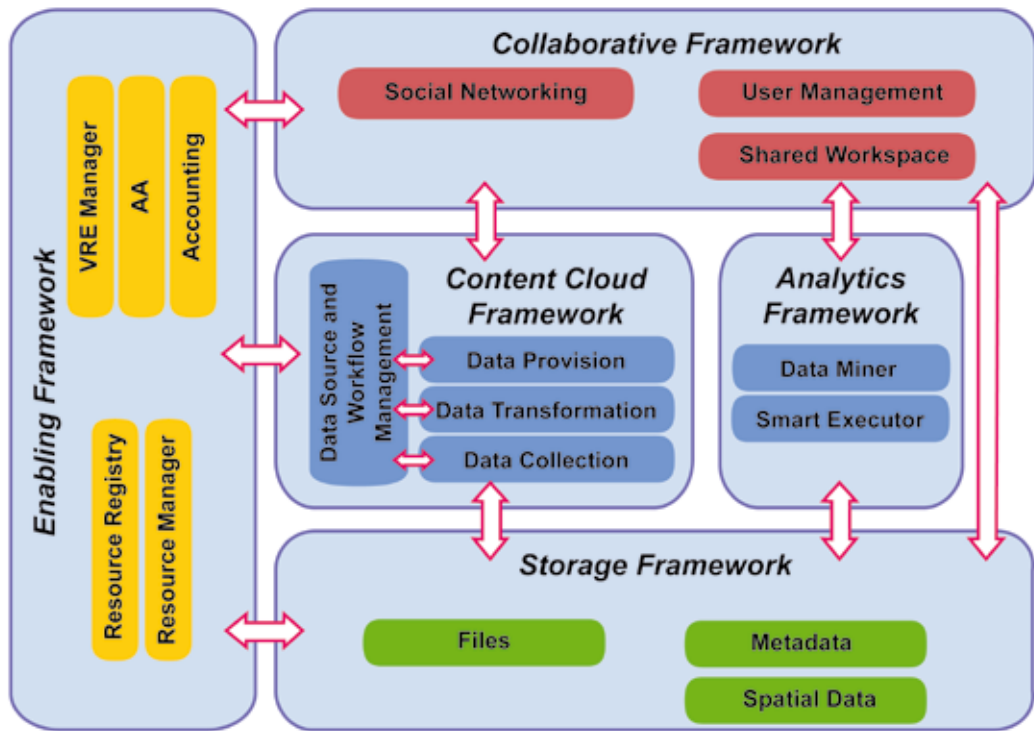 Enabling Framework
VRE Manager
AA
Accounting
Resource Registry
Resource Manager
Collaborative Framework
Social Networking
User Management
Shared Workspace
Content Cloud
Framework
Data Source and
Workflow
Management
Data Provision
Data Transformation
Data Collection
Analytics
Framework
Data Miner
Smart Executor
Storage Framework
Files
Metadata
Spatial Data